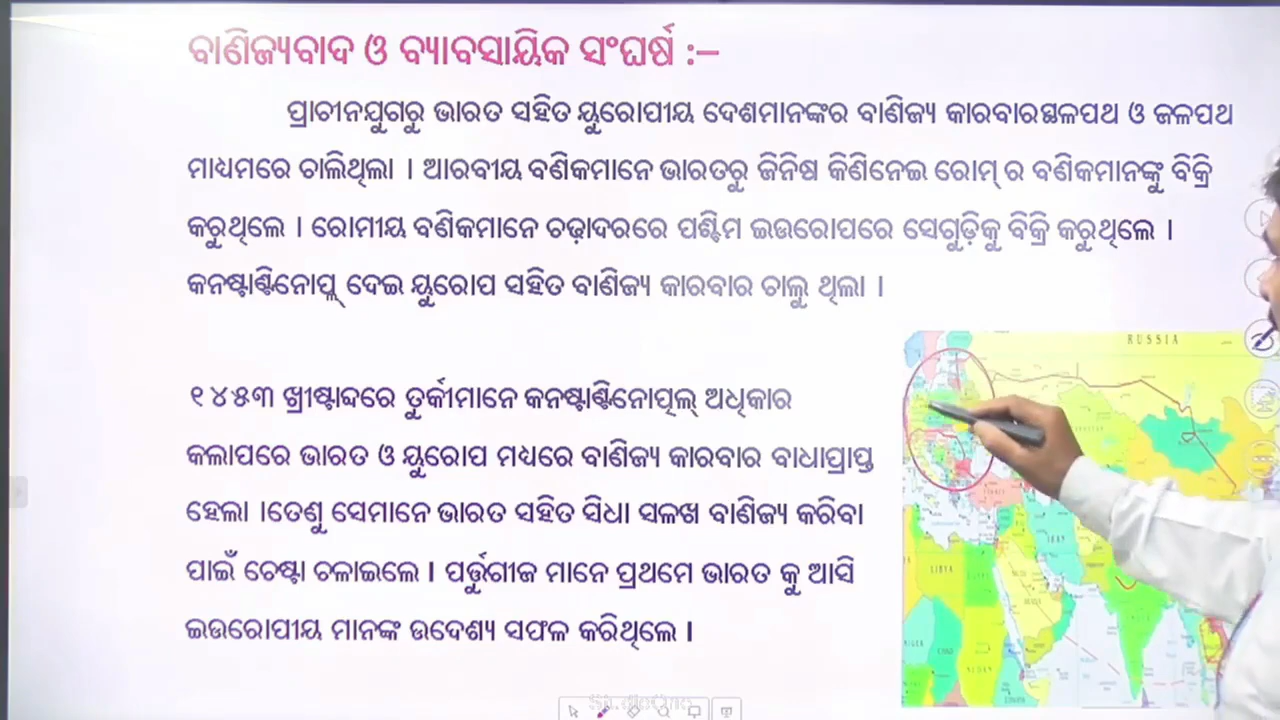 ବାଣିଜ୍ୟବାଦ ଓ ବ୍ୟାବସାୟିକ ସଂଘର୍ଷ :–
ପ୍ରାଚୀନଯୁଗରୁ ଭାରତ ସହିତ ୟୁରୋପୀୟ ଦେଶମାନଙ୍କର ବାଣିଜ୍ୟ କାରବାରସ୍ଥଳପଥ ଓ ଜଳପଥ
ମାଧ୍ୟମରେ ଚାଲିଥିଲା । ଆରବୀୟ ବଣିକମାନେ ଭାରତରୁ ଜିନିଷ କିଣିନେଇ ରୋମ୍ ର ବଣିକମାନଙ୍କୁ ବିକ୍ରି
କରୁଥିଲେ । ରୋମୀୟ ବଣିକମାନେ ଚଢ଼ାଦରରେ ପଶ୍ଚିମ ଇଉରୋପରେ ସେଗୁଡ଼ିକୁ ବିକ୍ରି କରୁଥିଲେ ।
କନଷ୍ଟାଣ୍ଟିନୋପ୍ଲ୍ ଦେଇ ୟୁରୋପ ସହିତ ବାଣିଜ୍ୟ କାରବାର ଚାଲୁ ଥିଲା ।
୧୪୫୩ ଖ୍ରୀଷ୍ଟାବ୍ଦରେ ତୁର୍କୀମାନେ କନଷ୍ଟାଣ୍ଟିନୋପ୍ପଲ୍ ଅଧିକାର
କଲାପରେ ଭାରତ ଓ ୟୁରୋପ ମଧ୍ୟରେ ବାଣିଜ୍ୟ କାରବାର ବାଧାପ୍ରାପ୍ତ
ହେଲା ।ତେଣୁ ସେମାନେ ଭାରତ ସହିତ ସିଧା ସଳଖ ବାଣିଜ୍ୟ କରିବା
ପାଇଁ ଚେଷ୍ଟା ଚଳାଇଲେ । ପର୍ତ୍ତୁଗୀଜ ମାନେ ପ୍ରଥମେ ଭାରତ କୁ ଆସି
ଇଉରୋପୀୟ ମାନଙ୍କ ଉଦେଶ୍ୟ ସଫଳ କରିଥିଲେ ।
RUSSIA
IRAN
LIBYA
SUDAN